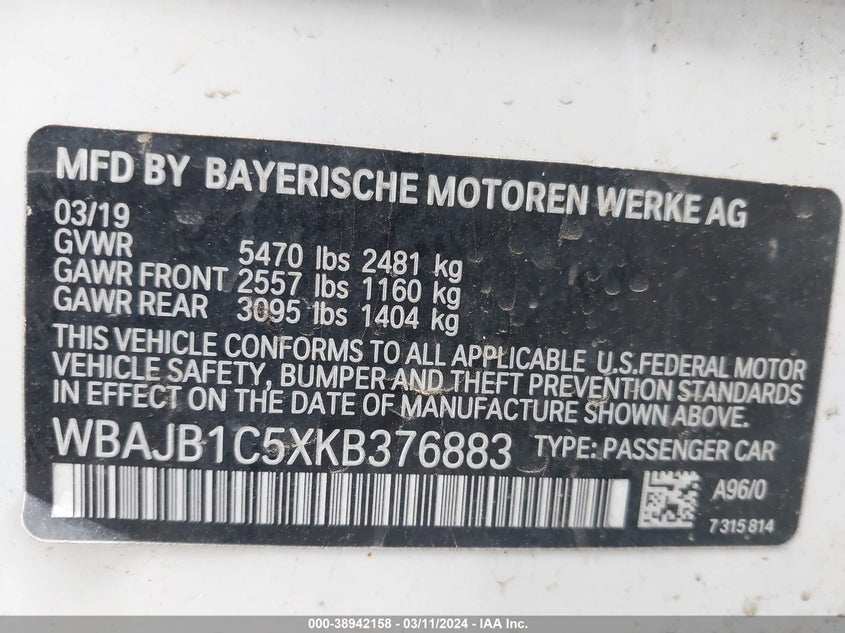 MFD BY BAYERISCHE MOTOREN WERKE AG
03/19
GVWR 5470 lbs 2481 kg
GAWR FRONT 2557 lbs 1160 kg
GAWR REAR 3095 lbs 1404 kg
THIS VEHICLE CONFORMS TO ALL APPLICABLE U.S.FEDERAL MOTOR
VEHICLE SAFETY, BUMPER AND THEFT PREVENTION STANDARDS
IN EFFECT ON THE DATE OF MANUFACTURE SHOWN ABOVE.
WBAJB1C5XKB376883 TYPE: PASSENGER CAR
A96/0
7 315 814
000-38942158 - 03/11/2024 - IAA Inc.